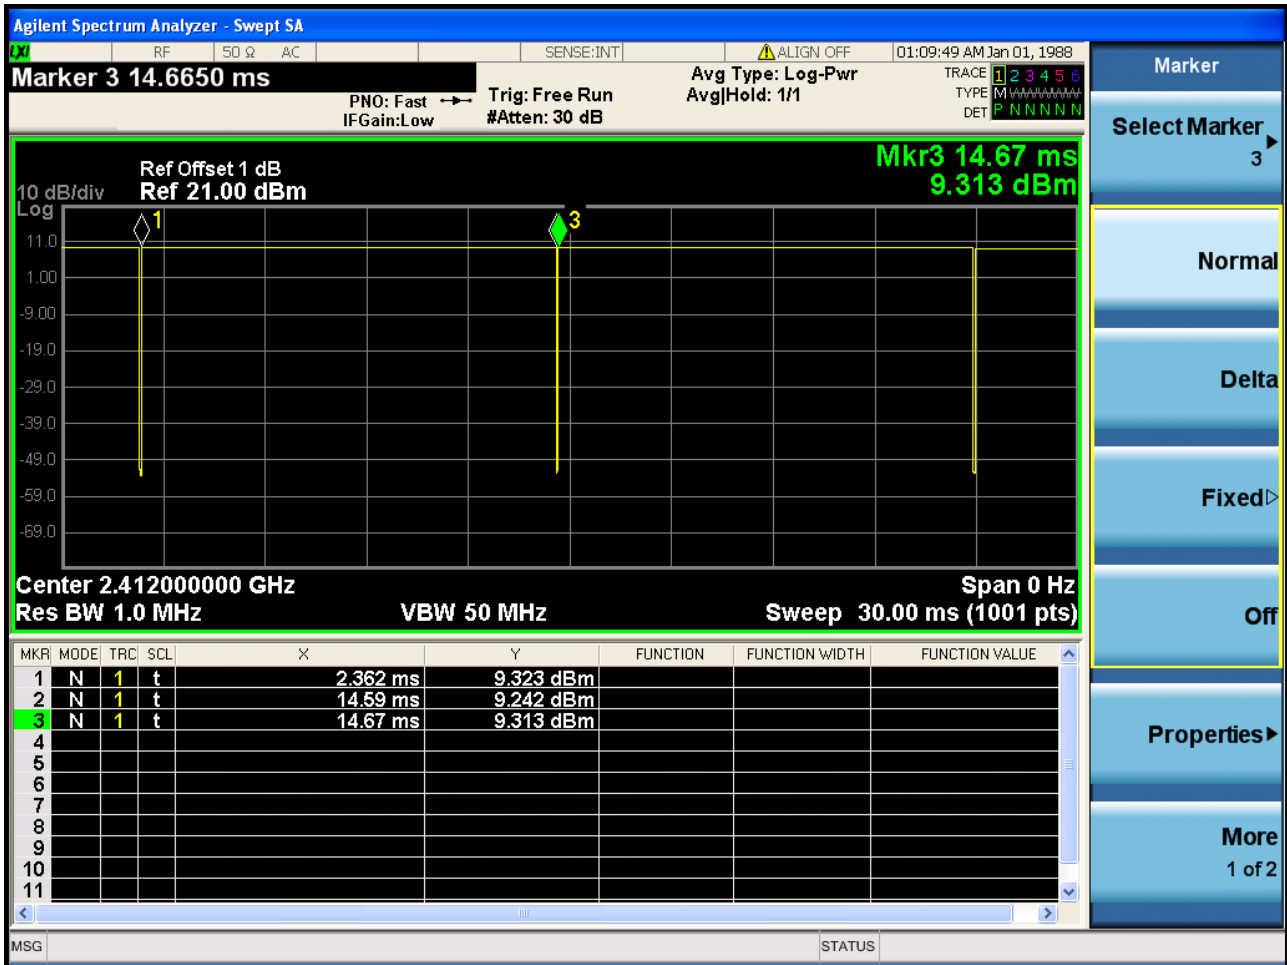 Agilent Spectrum Analyzer - Swept SA
LXI RF 50 Ω AC SENSE:INT ALIGN OFF 01:09:49 AM Jan 01, 1988
Marker 3 14.6650 ms
PNO: Fast
IFGain:Low
Trig: Free Run
#Atten: 30 dB
Avg Type: Log-Pwr
Avg|Hold: 1/1
TRACE 1 2 3 4 5 6
TYPE M
DET P N N N N N
Ref Offset 1 dB
Ref 21.00 dBm
10 dB/div
Log
Mkr3 14.67 ms
9.313 dBm
1
3
11.0
1.00
-9.00
-19.0
-29.0
-39.0
-49.0
-59.0
-69.0
Center 2.412000000 GHz Span 0 Hz
Res BW 1.0 MHz VBW 50 MHz Sweep 30.00 ms (1001 pts)
MKR MODE TRC SCL X Y FUNCTION FUNCTION WIDTH FUNCTION VALUE
1 N 1 t 2.362 ms 9.323 dBm
2 N 1 t 14.59 ms 9.242 dBm
3 N 1 t 14.67 ms 9.313 dBm
4
5
6
7
8
9
10
11
MSG STATUS
Marker
Select Marker
3
Normal
Delta
Fixed
Off
Properties
More
1 of 2